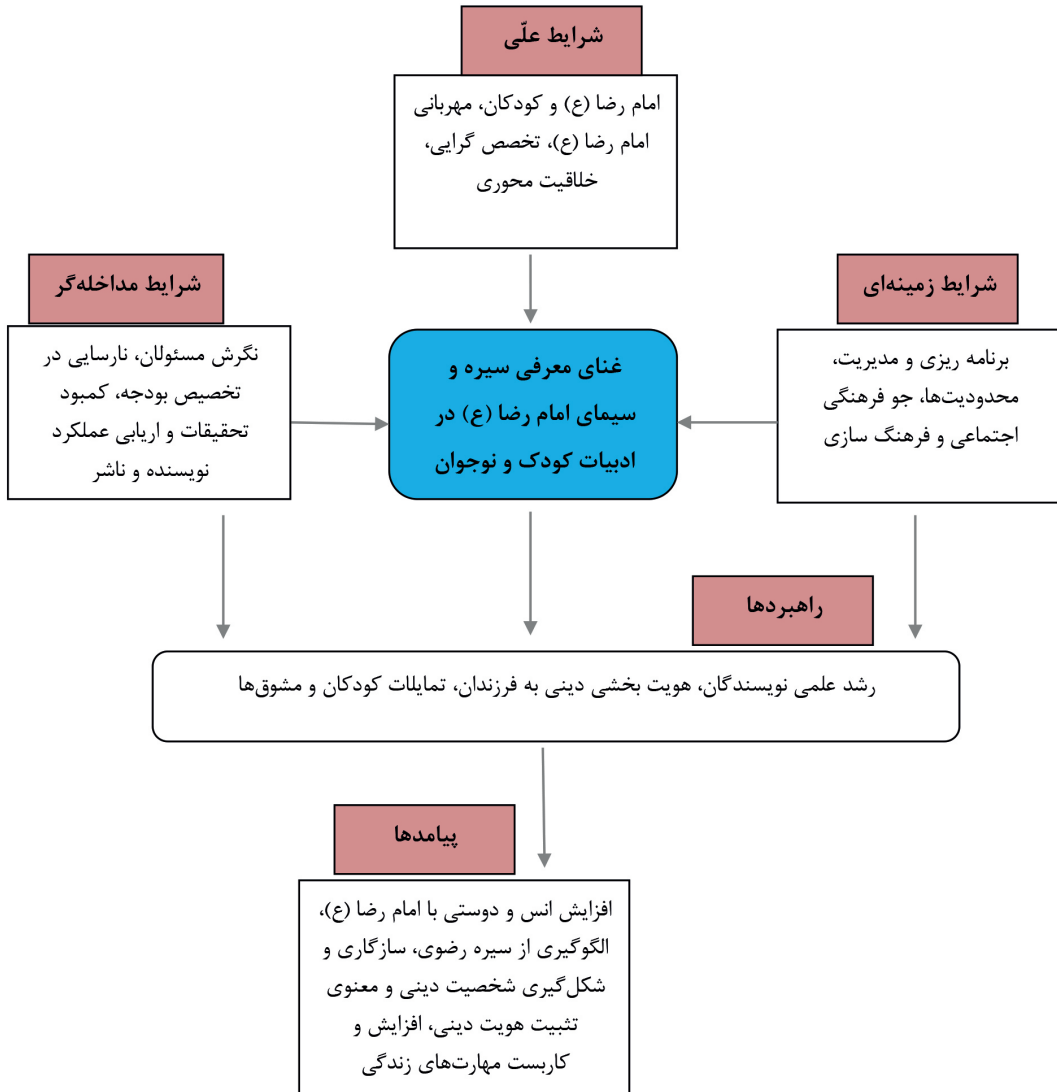 شرایط علّی
امام رضا (ع) و کودکان، مهربانی
امام رضا (ع)، تخصص گرایی،
خلاقیت محوری
شرایط زمینه‌ای
برنامه ریزی و مدیریت،
محدودیت‌ها، جو فرهنگی
اجتماعی و فرهنگ سازی
غنای معرفی سیره و
سیمای امام رضا (ع) در
ادبیات کودک و نوجوان
شرایط مداخله‌گر
نگرش مسئولان، نارسایی در
تخصیص بودجه، کمبود
تحقیقات و اریابی عملکرد
نویسنده و ناشر
راهبردها
رشد علمی نویسندگان، هویت بخشی دینی به فرزندان، تمایلات کودکان و مشوق‌ها
پیامدها
افزایش انس و دوستی با امام رضا (ع)،
الگوگیری از سیره رضوی، سازگاری و
شکل‌گیری شخصیت دینی و معنوی
تثبیت هویت دینی، افزایش و
کاربست مهارت‌های زندگی